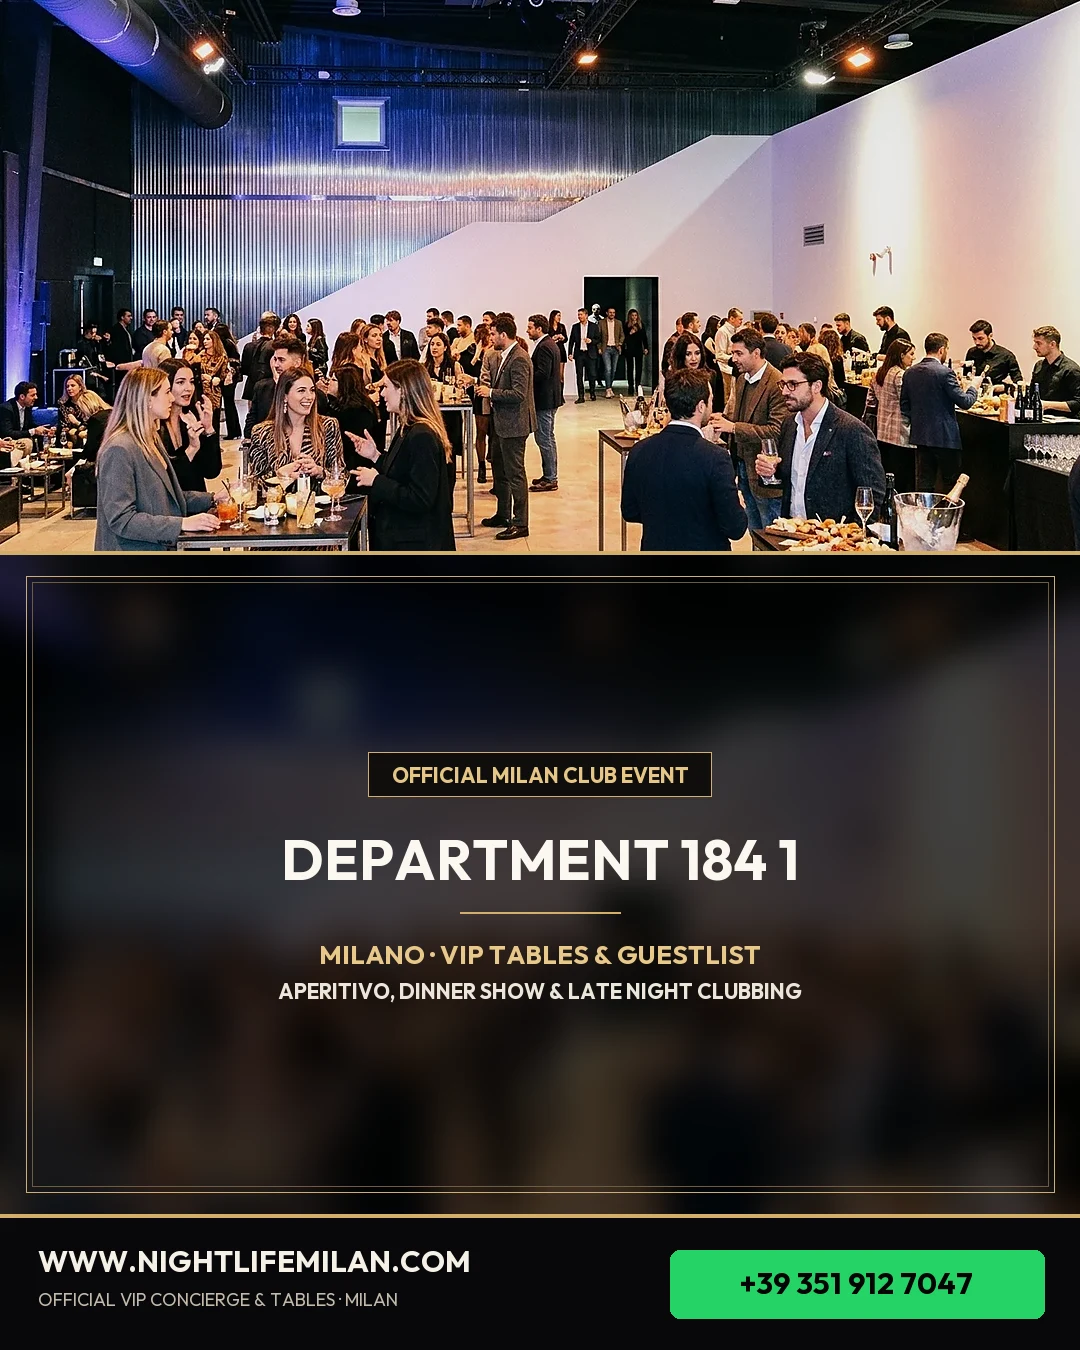 OFFICIAL MILAN CLUB EVENT
DEPARTMENT 184 1
MILANO · VIP TABLES & GUESTLIST
APERITIVO, DINNER SHOW & LATE NIGHT CLUBBING
WWW.NIGHTLIFEMILAN.COM
OFFICIAL VIP CONCIERGE & TABLES · MILAN
+39 351 912 7047